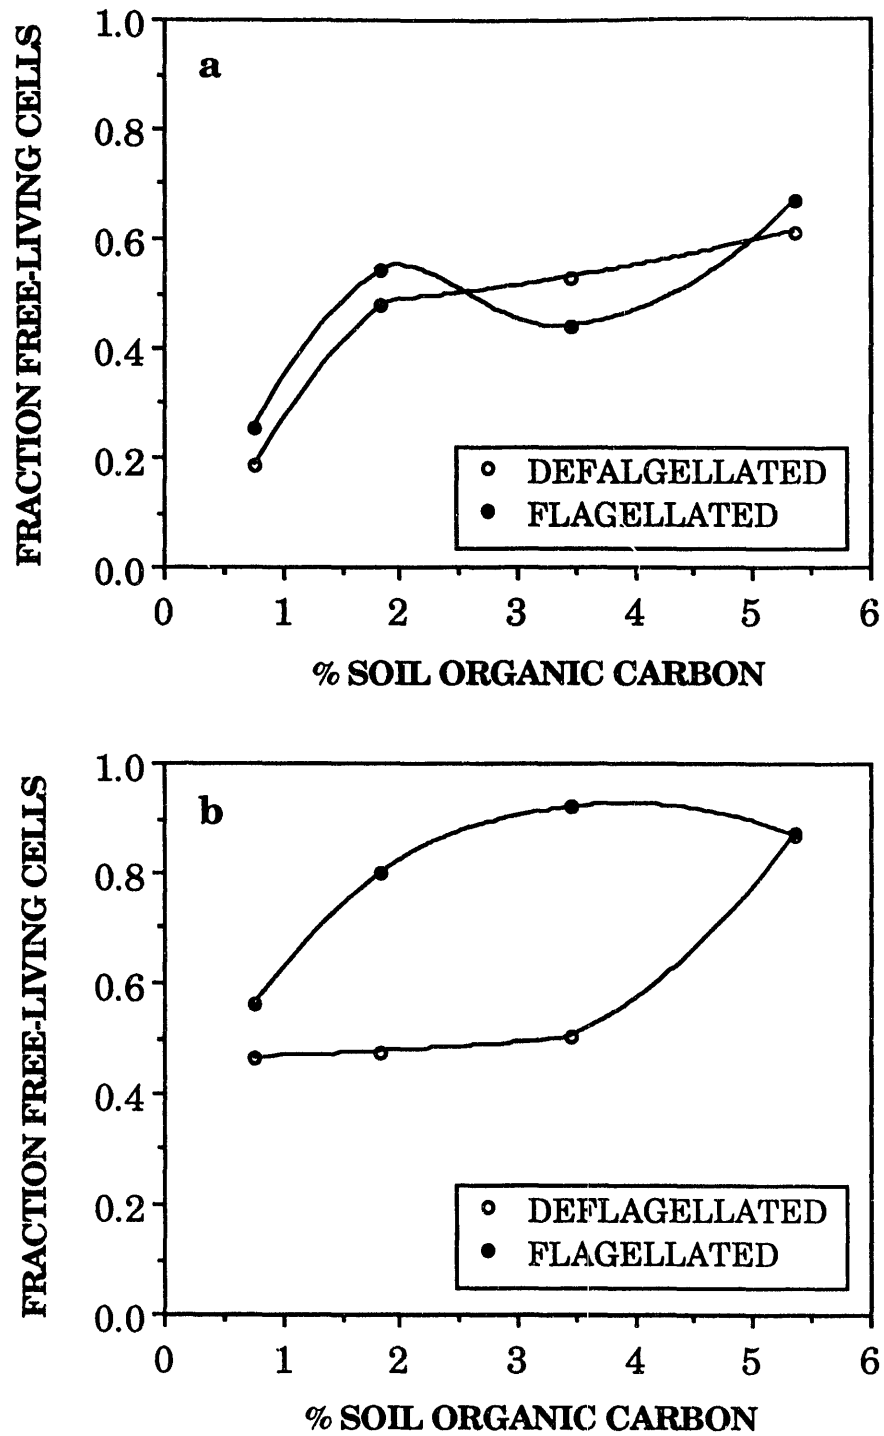 a
FRACTION FREE-LIVING CELLS
1.0
0.8
0.6
0.4
0.2
0.0
DEFALGELLATED
FLAGELLATED
0 1 2 3 4 5 6
% SOIL ORGANIC CARBON
b
FRACTION FREE-LIVING CELLS
1.0
0.8
0.6
0.4
0.2
0.0
DEFLAGELLATED
FLAGELLATED
0 1 2 3 4 5 6
% SOIL ORGANIC CARBON